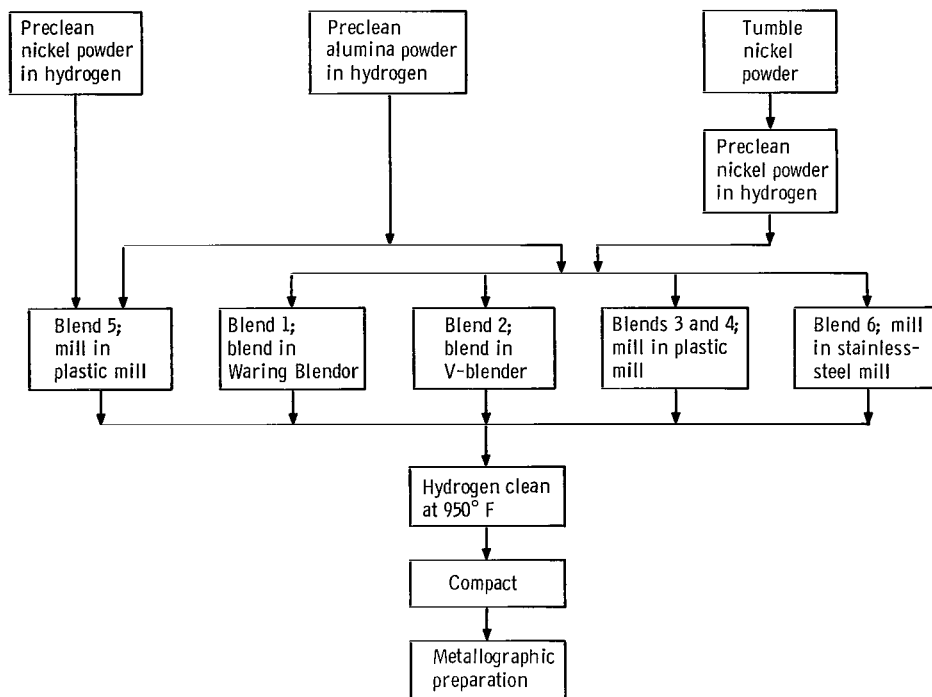 Preclean
nickel powder
in hydrogen
Preclean
alumina powder
in hydrogen
Tumble
nickel
powder
Preclean
nickel powder
in hydrogen
Blend 5;
mill in
plastic mill
Blend 1;
blend in
Waring Blendor
Blend 2;
blend in
V-blender
Blends 3 and 4;
mill in plastic
mill
Blend 6; mill
in stainless-
steel mill
Hydrogen clean
at 950° F
Compact
Metallographic
preparation